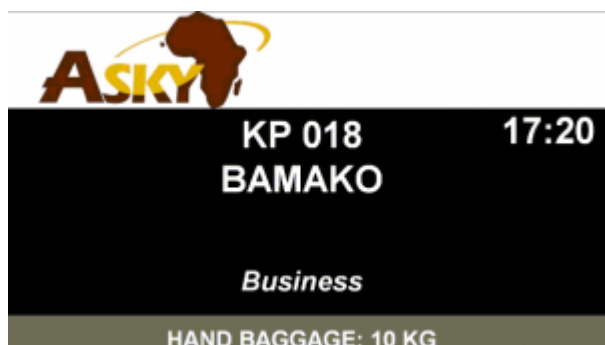 ASKY
KP 018 17:20
BAMAKO
Business
HAND BAGGAGE: 10 KG